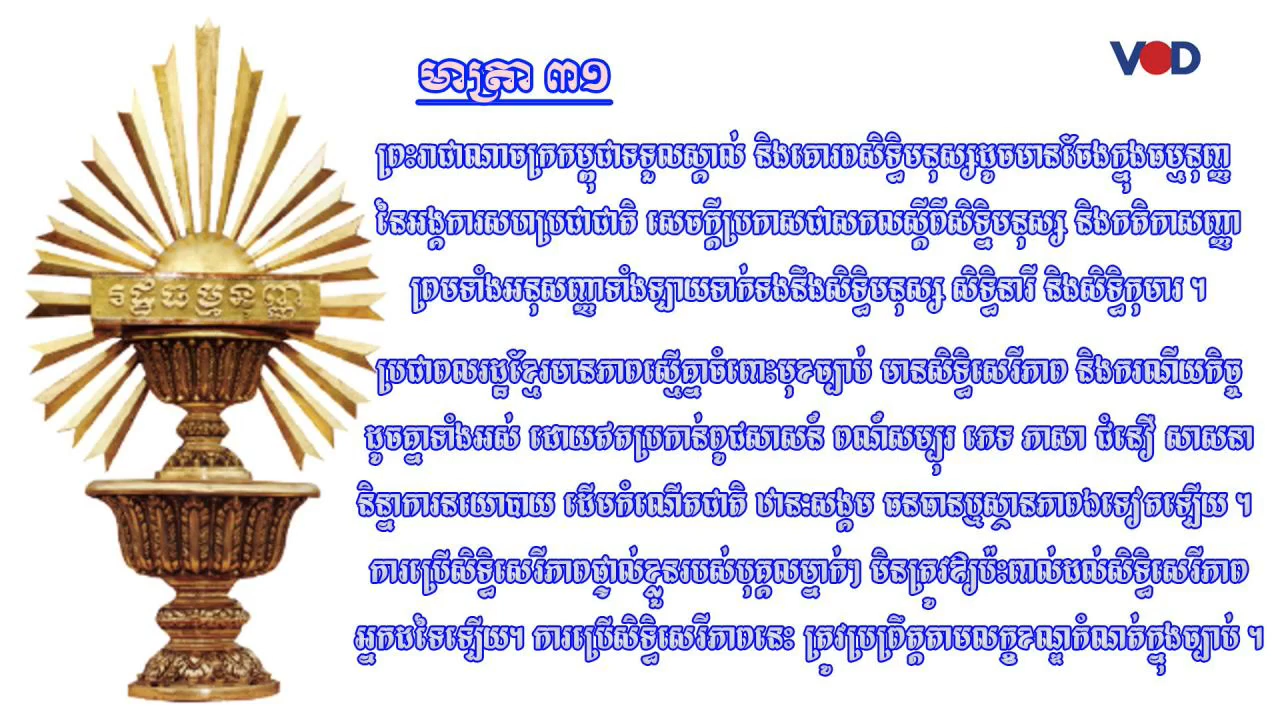 មាត្រា ៣១
VOD
ព្រះរាជាណាចក្រកម្ពុជាទទួលស្គាល់ និងគោរពសិទ្ធិមនុស្សដូចមានចែងក្នុងធម្មនុញ្ញ
នៃអង្គការសហប្រជាជាតិ សេចក្ដីប្រកាសជាសកលស្ដីពីសិទ្ធិមនុស្ស និងកតិកាសញ្ញា
ព្រមទាំងអនុសញ្ញាទាំងឡាយទាក់ទងនឹងសិទ្ធិមនុស្ស សិទ្ធិនារី និងសិទ្ធិកុមារ ។
រដ្ឋធម្មនុញ្ញ
ប្រជាពលរដ្ឋខ្មែរមានភាពស្មើគ្នាចំពោះមុខច្បាប់ មានសិទ្ធិសេរីភាព និងករណីយកិច្ច
ដូចគ្នាទាំងអស់ ដោយឥតប្រកាន់ពូជសាសន៍ ពណ៌សម្បុរ ភេទ ភាសា ជំនឿ សាសនា
និន្នាការនយោបាយ ដើមកំណើតជាតិ ឋានៈសង្គម ធនធានឬស្ថានភាពឯទៀតឡើយ ។
ការប្រើសិទ្ធិសេរីភាពផ្ទាល់ខ្លួនរបស់បុគ្គលម្នាក់ៗ មិនត្រូវឱ្យប៉ះពាល់ដល់សិទ្ធិសេរីភាព
អ្នកដទៃឡើយ។ ការប្រើសិទ្ធិសេរីភាពនេះ ត្រូវប្រព្រឹត្តតាមលក្ខខណ្ឌកំណត់ក្នុងច្បាប់ ។